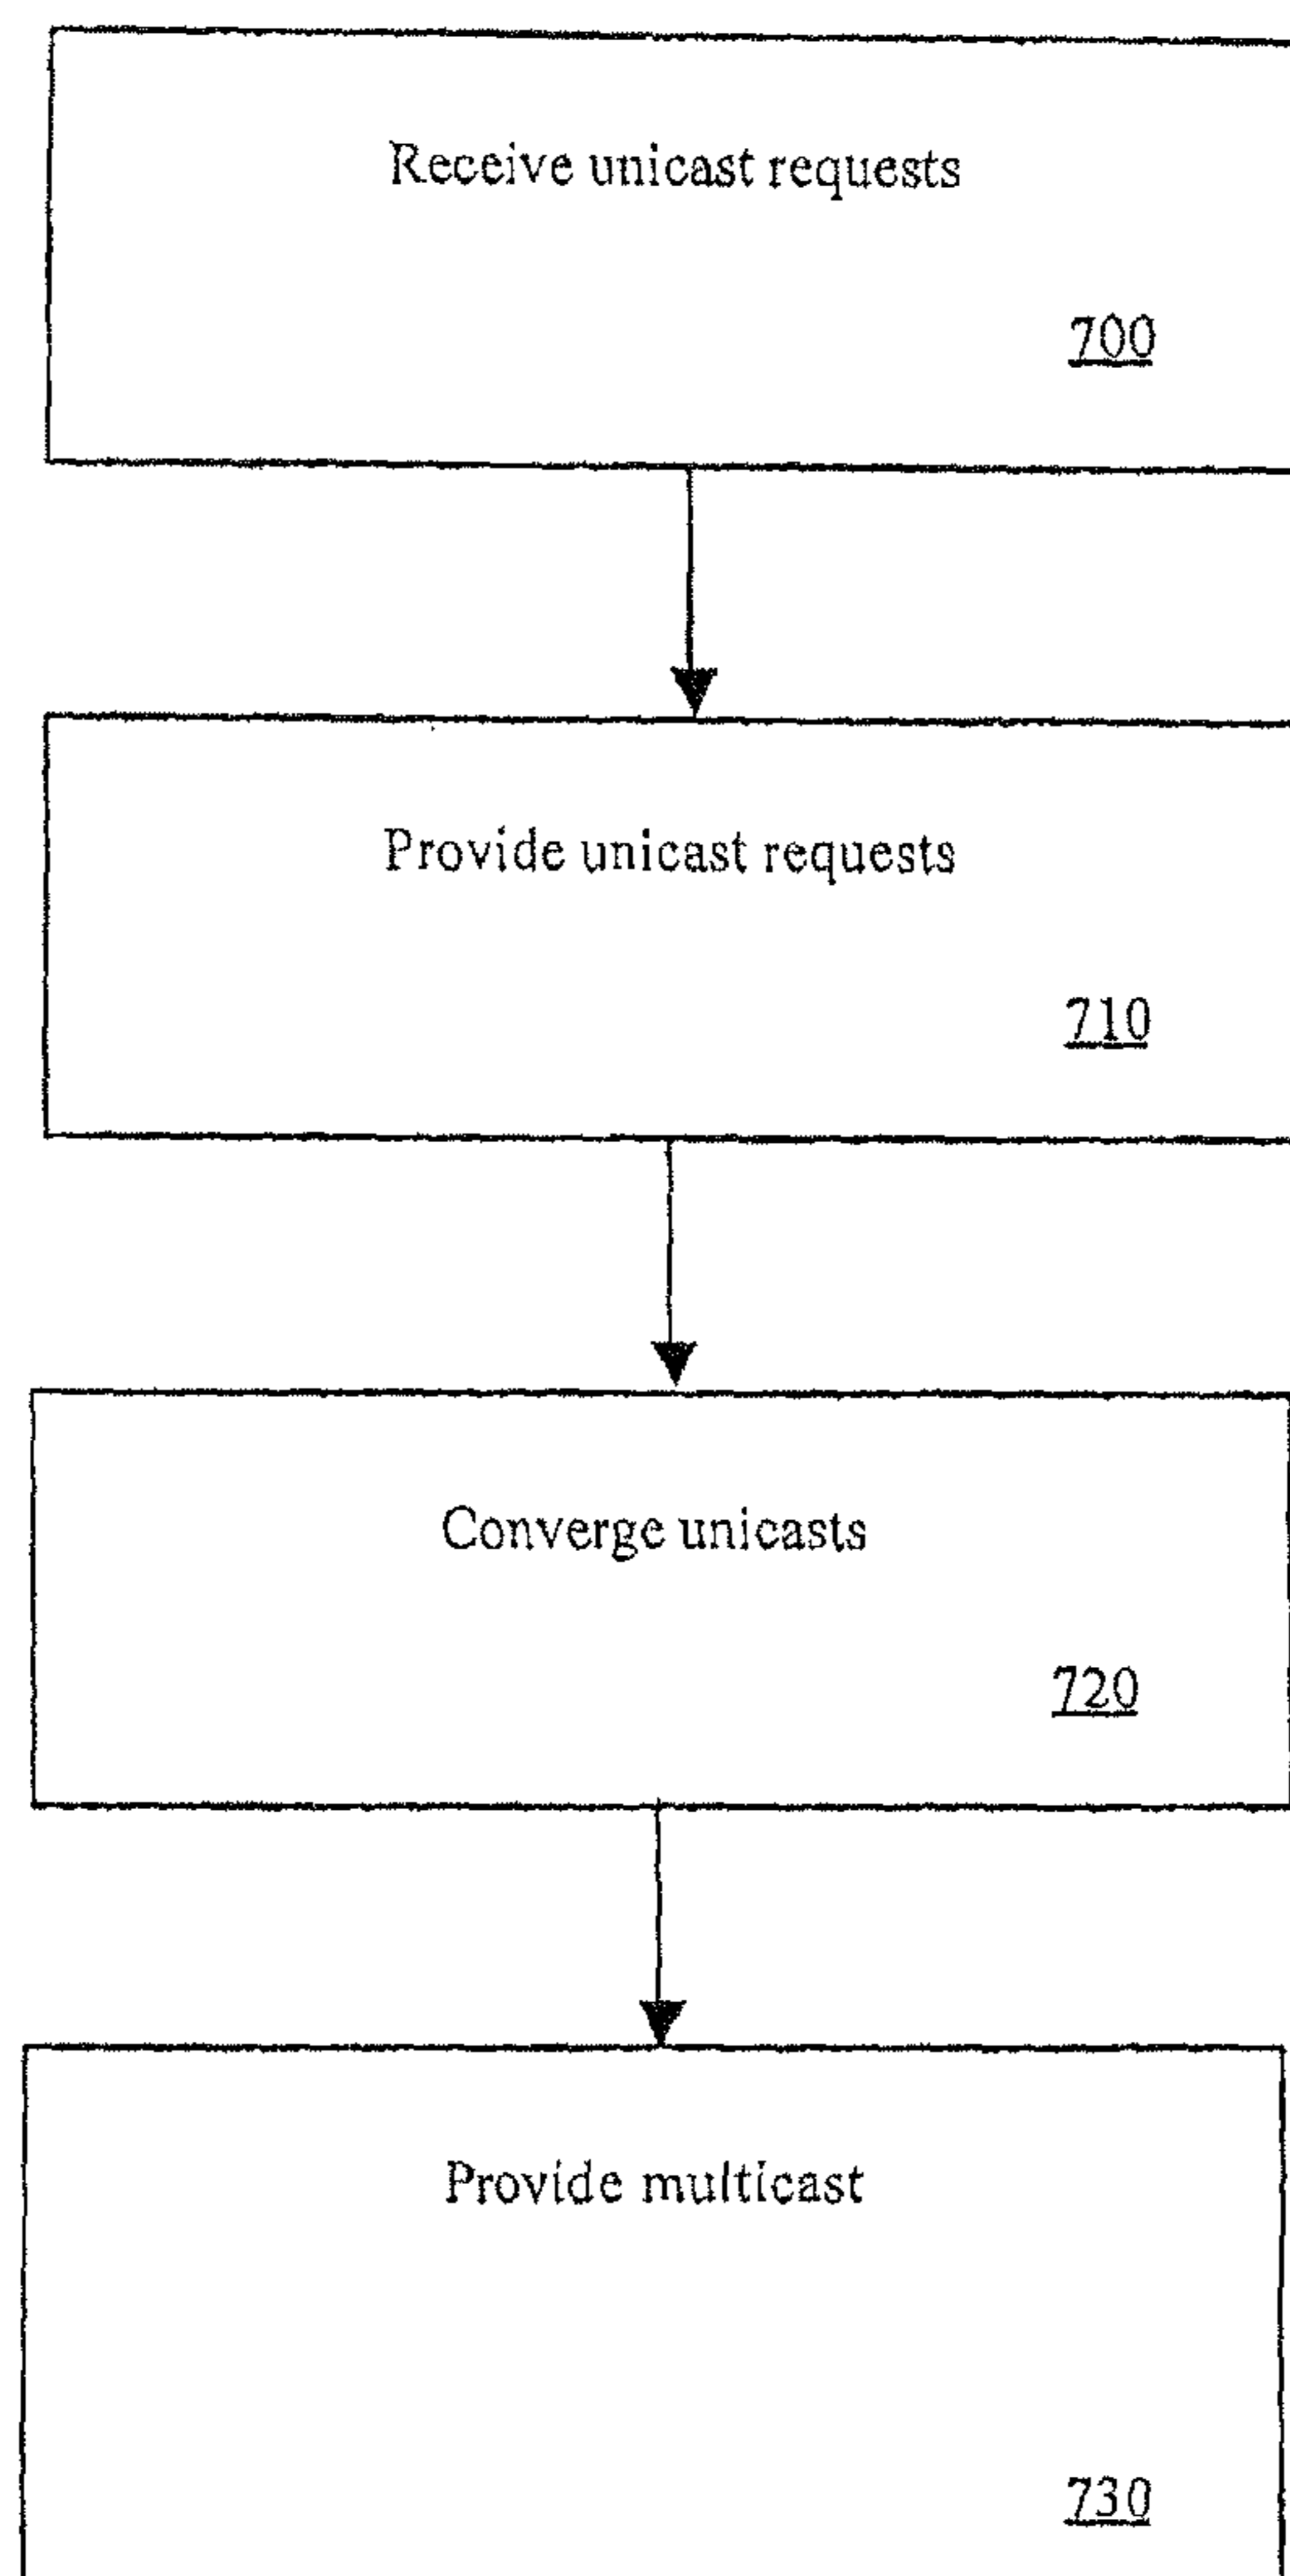 Receive unicast requests
700
Provide unicast requests
710
Converge unicasts
720
Provide multicast
730